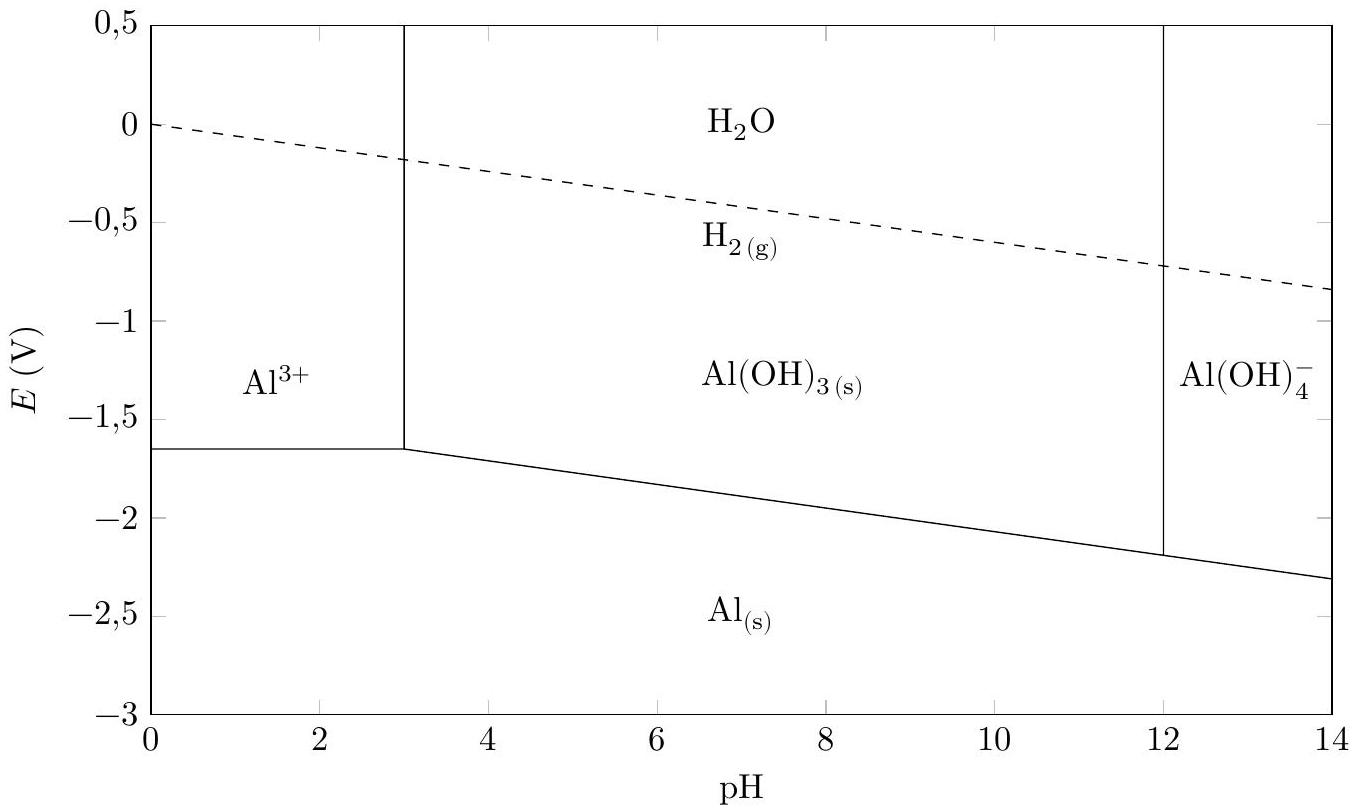 0,5
0
−0,5
−1
−1,5
−2
−2,5
−3
E (V)
H₂O
H₂ (g)
Al³⁺
Al(OH)₃ (s)
Al(OH)₄⁻
Al₍s₎
0 2 4 6 8 10 12 14
pH